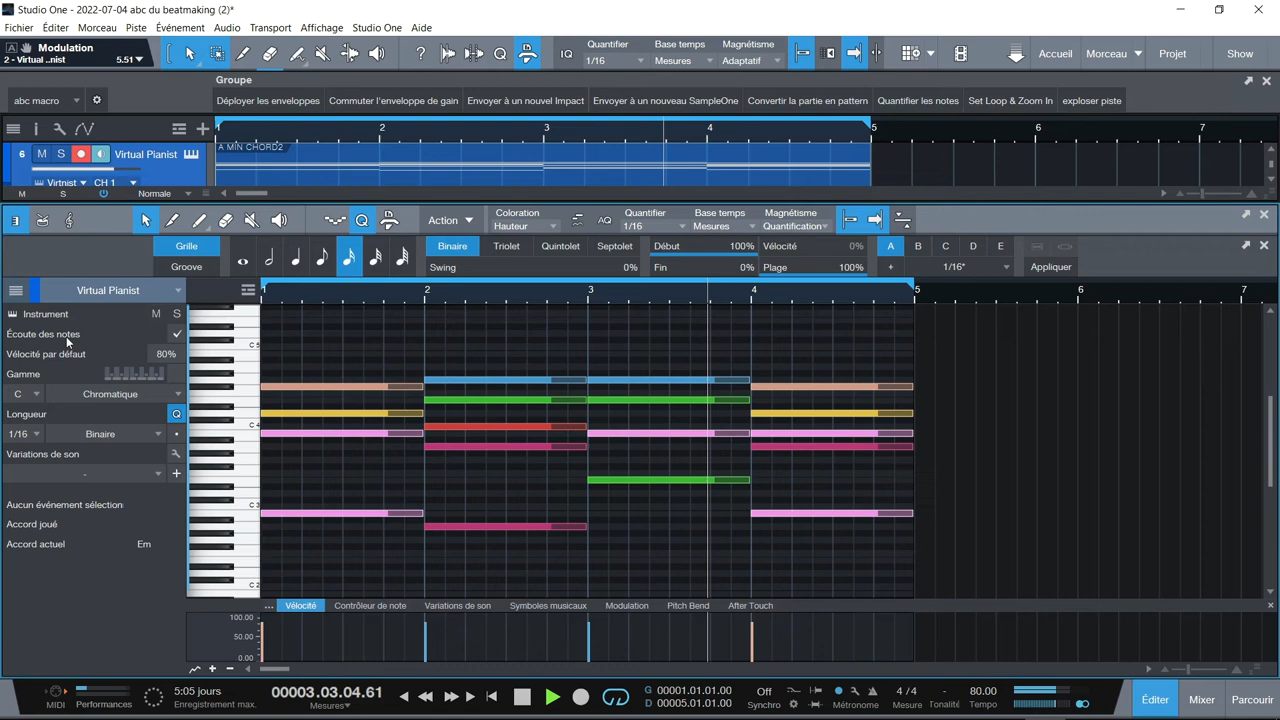 Studio One - 2022-07-04 abc du beatmaking (2)*
Fichier Éditer Morceau Piste Événement Audio Transport Affichage Studio One Aide
Modulation
2 - Virtual ..nist 5.51
IQ Quantifier 1/16 Base temps Mesures Magnétisme Adaptatif Accueil Morceau Projet Show
Groupe
abc macro Déployer les enveloppes Commuter l'enveloppe de gain Envoyer à un nouvel Impact Envoyer à un nouveau SampleOne Convertir la partie en pattern Quantifier les notes Set Loop & Zoom In exploser piste
1 2 3 4 5 6 7
6 M S Virtual Pianist A MIN CHORD2
Virtnist CH 1
M S Normale
Action Coloration Hauteur AQ Quantifier 1/16 Base temps Mesures Magnétisme Quantification
Grille Binaire Triolet Quintolet Septolet Début 100% Vélocité 0% A B C D E
Groove Swing 0% Fin 0% Plage 100% + 1/16* Appliquer
Virtual Pianist 1 2 3 4 5 6 7
Instrument M S
Écoute des notes
Vélocité par défaut 80%
Gamme
C Chromatique
Longueur Q
1/16 Binaire
Variations de son
- +
Aucun événement sélection
Accord joué
Accord actuel Em
C 5
C 4
C 3
C 2
... Vélocité Contrôleur de note Variations de son Symboles musicaux Modulation Pitch Bend After Touch
100.00
50.00
0.00
MIDI Performances 5:05 jours Enregistrement max. 00003.03.04.61 Mesures G 00001.01.01.00 D 00005.01.01.00 Off Synchro Métronome 4 / 4 Mesure - Tonalité 80.00 Tempo Éditer Mixer Parcourir